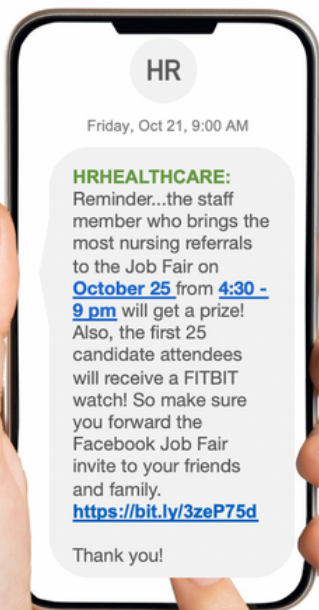 HR
Friday, Oct 21, 9:00 AM
HRHEALTHCARE:
Reminder...the staff
member who brings the
most nursing referrals
to the Job Fair on
October 25 from 4:30 -
9 pm will get a prize!
Also, the first 25
candidate attendees
will receive a FITBIT
watch! So make sure
you forward the
Facebook Job Fair
invite to your friends
and family.
https://bit.ly/3zeP75d
Thank you!